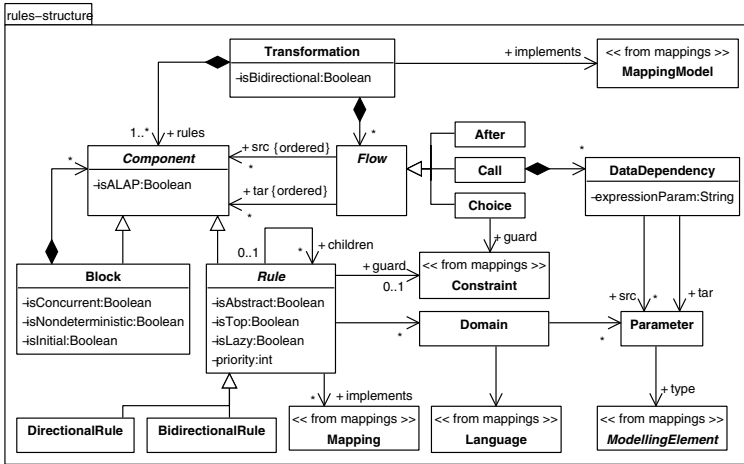 rules-structure
Transformation
-isBidirectional:Boolean
+ implements
<< from mappings >>
MappingModel
1..*
+ rules
*
Component
-isALAP:Boolean
*
+ src {ordered}
*
+ tar {ordered}
*
Flow
After
Call
Choice
*
DataDependency
-expressionParam:String
+ guard
Block
-isConcurrent:Boolean
-isNondeterministic:Boolean
-isInitial:Boolean
0..1
*
+ children
Rule
-isAbstract:Boolean
-isTop:Boolean
-isLazy:Boolean
-priority:int
+ guard
0..1
<< from mappings >>
Constraint
+ src
*
+ tar
*
Domain
*
Parameter
DirectionalRule
BidirectionalRule
*
+ implements
<< from mappings >>
Mapping
<< from mappings >>
Language
+ type
<< from mappings >>
ModellingElement